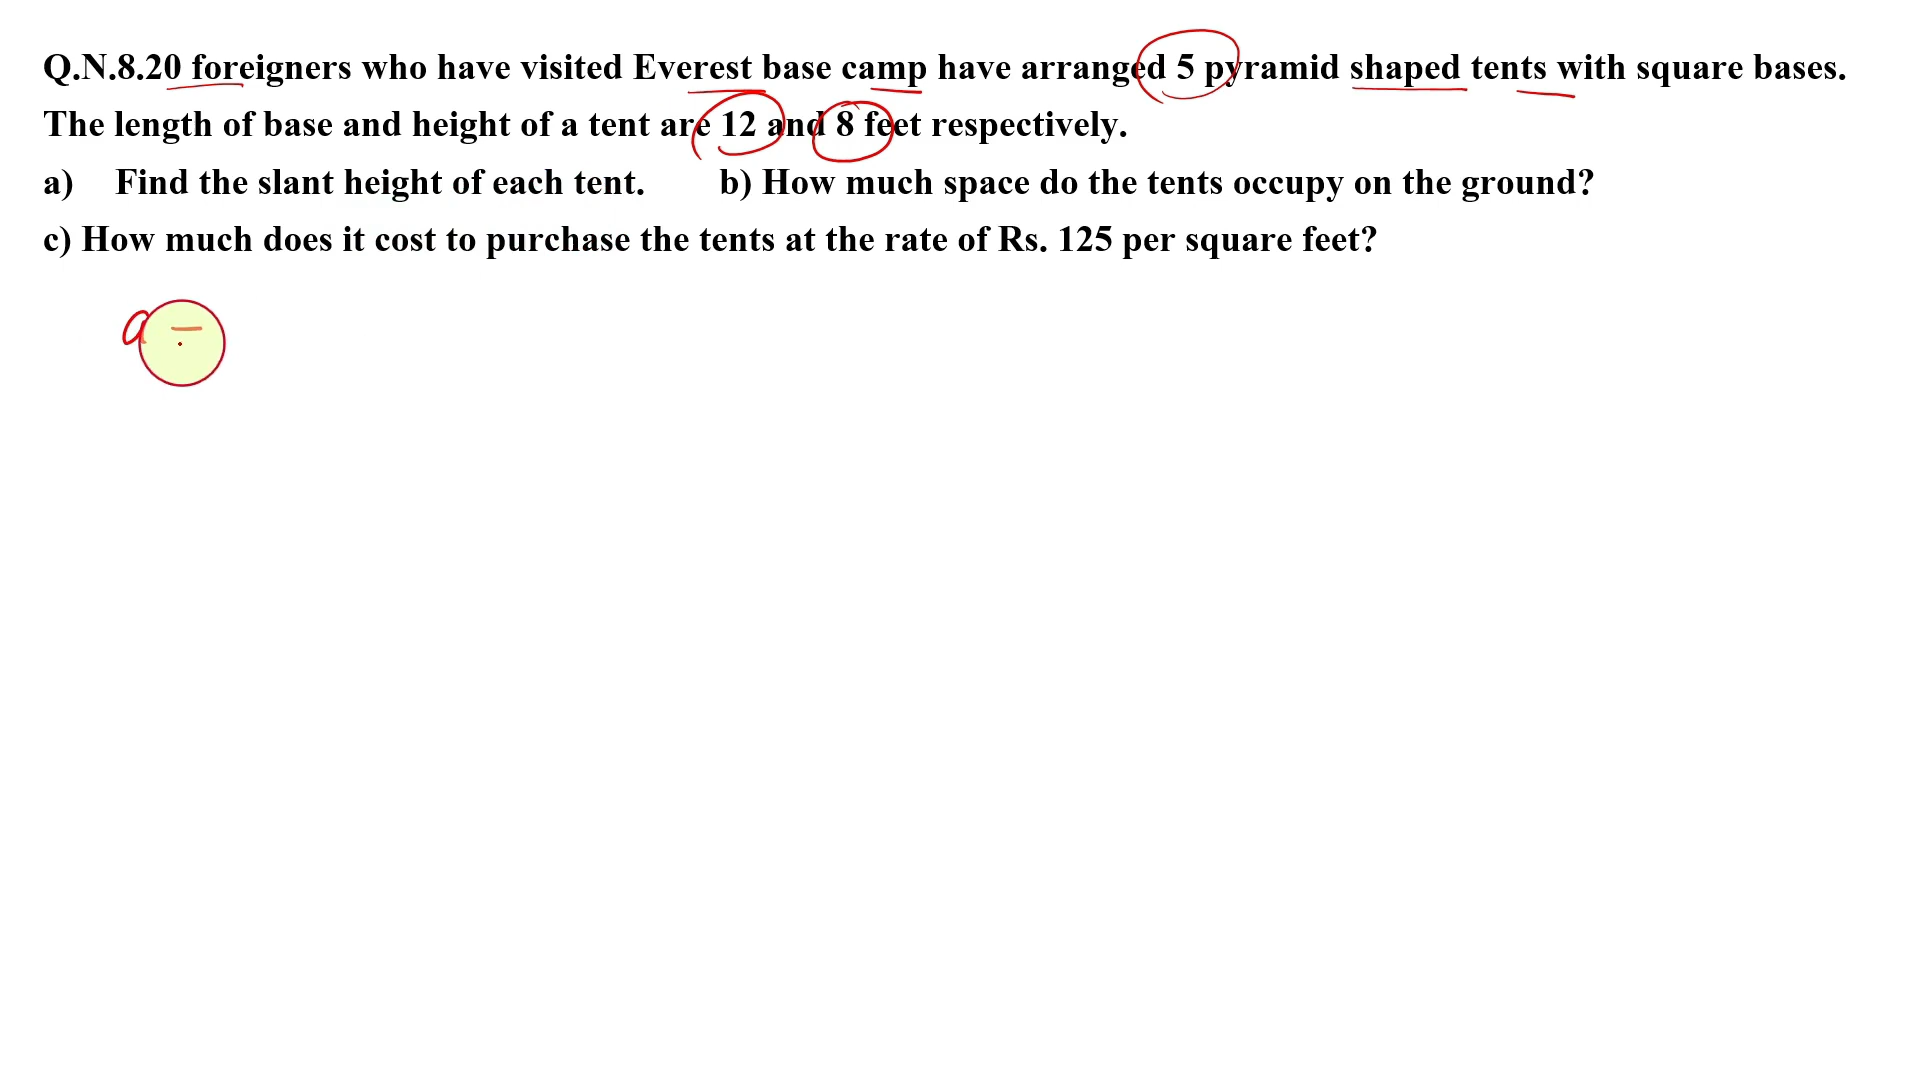 Q.N.8.20 foreigners who have visited Everest base camp have arranged 5 pyramid shaped tents with square bases.
The length of base and height of a tent are 12 and 8 feet respectively.
a) Find the slant height of each tent. b) How much space do the tents occupy on the ground?
c) How much does it cost to purchase the tents at the rate of Rs. 125 per square feet?
a =